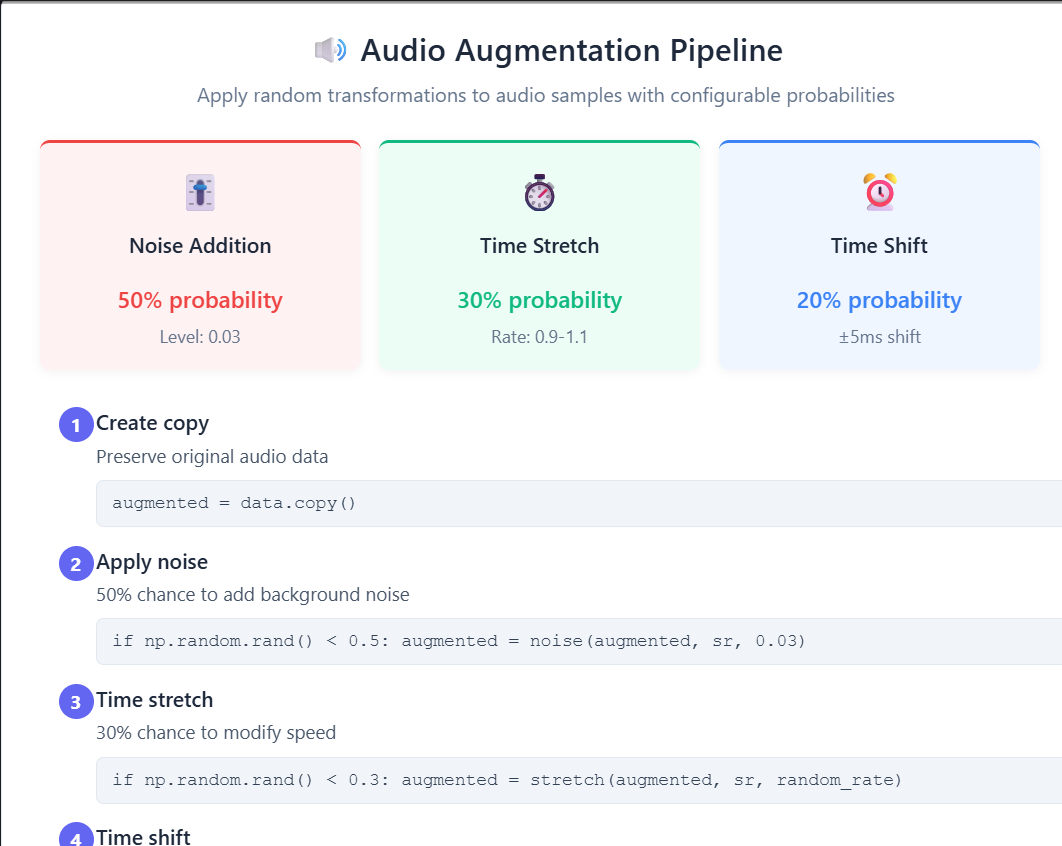 Audio Augmentation Pipeline
Apply random transformations to audio samples with configurable probabilities
Noise Addition
50% probability
Level: 0.03
Time Stretch
30% probability
Rate: 0.9-1.1
Time Shift
20% probability
±5ms shift
1 Create copy
Preserve original audio data
augmented = data.copy()
2 Apply noise
50% chance to add background noise
if np.random.rand() < 0.5: augmented = noise(augmented, sr, 0.03)
3 Time stretch
30% chance to modify speed
if np.random.rand() < 0.3: augmented = stretch(augmented, sr, random_rate)
4 Time shift